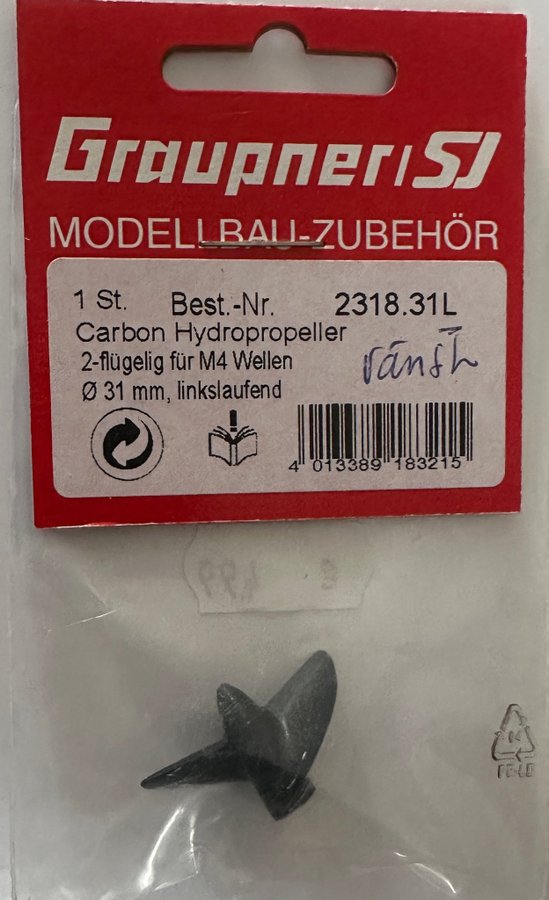 Graupner/SJ
MODELLBAU-ZUBEHÖR
1 St. Best.-Nr. 2318.31L
Carbon Hydropropeller
2-flügelig für M4 Wellen
Ø 31 mm, linkslaufend
4 013389 183215